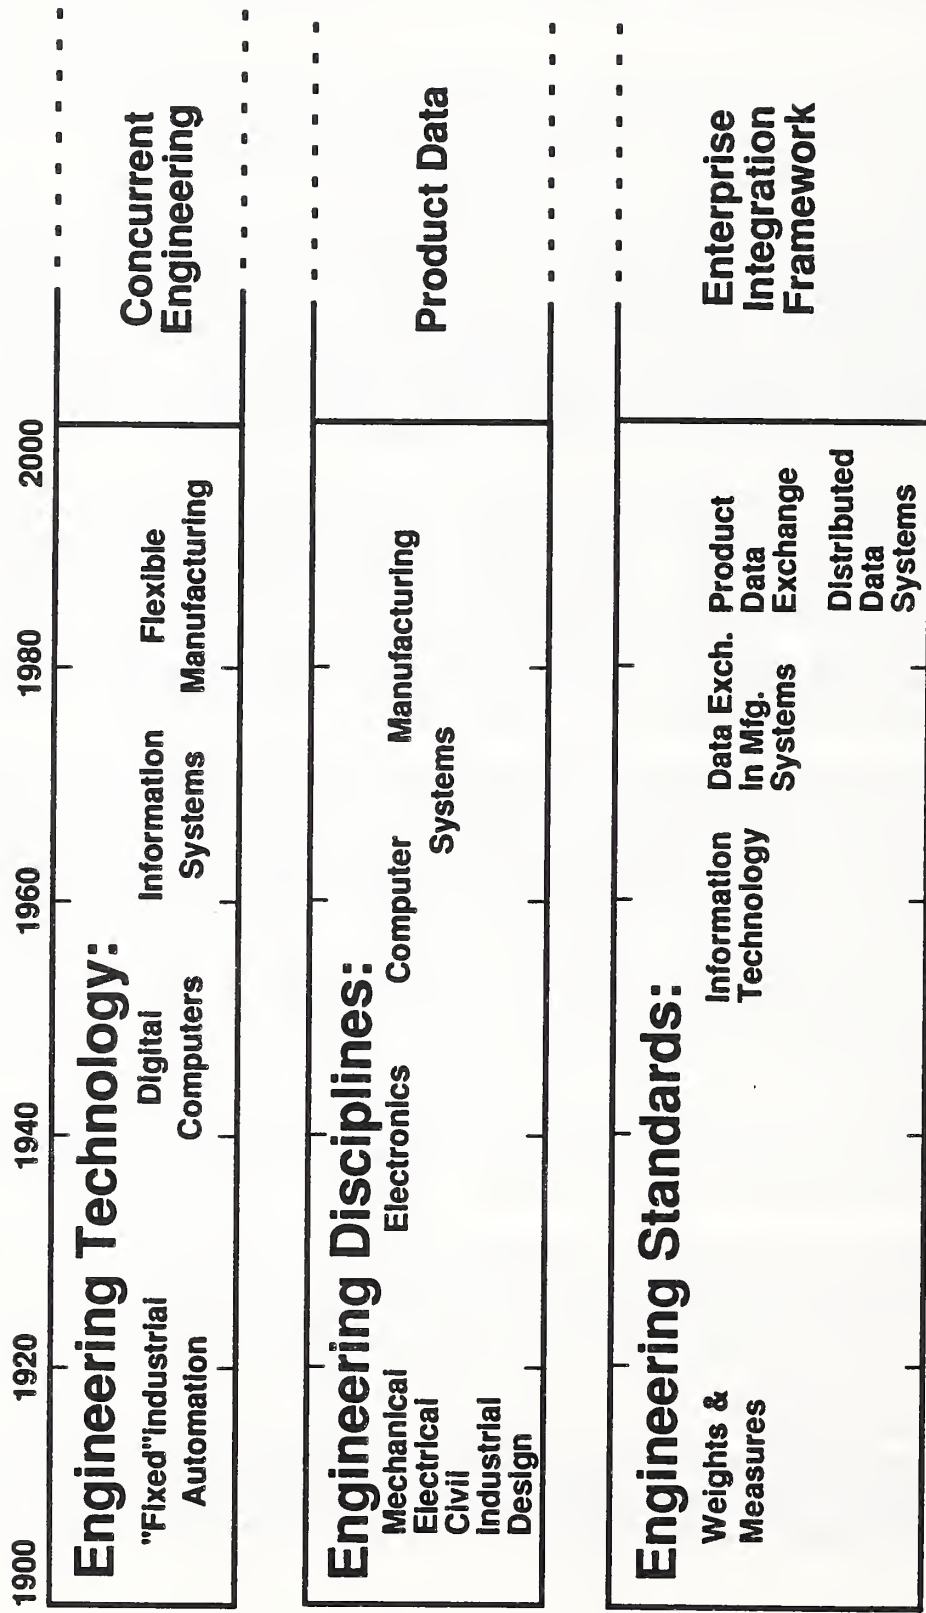 1900 1920 1940 1960 1980 2000
Engineering Technology:
"Fixed"industrial
Automation
Digital
Computers
Information
Systems
Flexible
Manufacturing
Concurrent
Engineering
Engineering Disciplines:
Mechanical
Electrical
Civil
Industrial
Design
Electronics
Computer
Systems
Manufacturing
Product Data
Engineering Standards:
Weights &
Measures
Information
Technology
Data Exch.
in Mfg.
Systems
Product
Data
Exchange
Distributed
Data
Systems
Enterprise
Integration
Framework